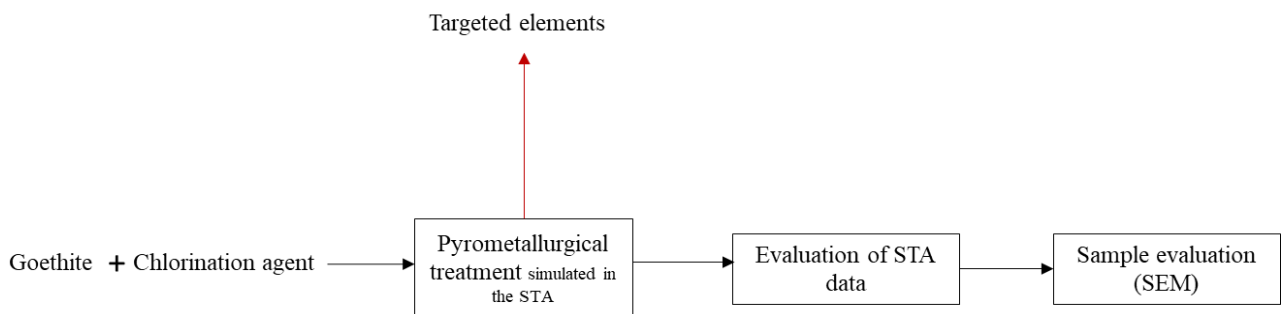 Targeted elements
Goethite + Chlorination agent
Pyrometallurgical
treatment simulated in
the STA
Evaluation of STA
data
Sample evaluation
(SEM)